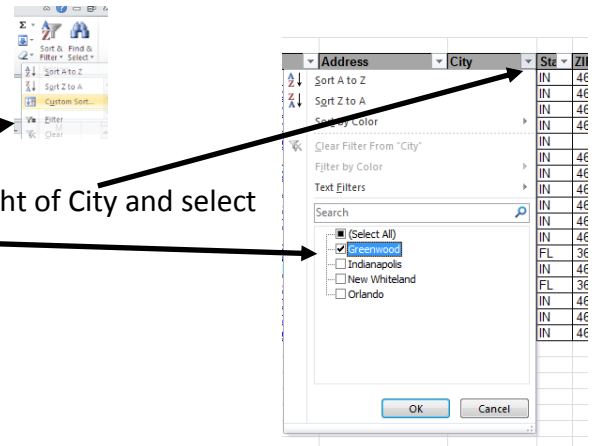 Σ
Sort & Find &
Filter Select
Sort A to Z
Sort Z to A
Custom Sort...
Filter
Clear
ht of City and select
Address City Sta ZI
Sort A to Z
Sort Z to A
Sort by Color
Clear Filter From "City"
Filter by Color
Text Filters
Search
(Select All)
Greenwood
Indianapolis
New Whiteland
Orlando
OK Cancel
IN 46
IN 46
IN 46
IN 46
IN
IN 46
IN 46
IN 46
IN 46
IN 46
IN 46
FL 36
IN 46
FL 36
IN 46
IN 46
IN 46